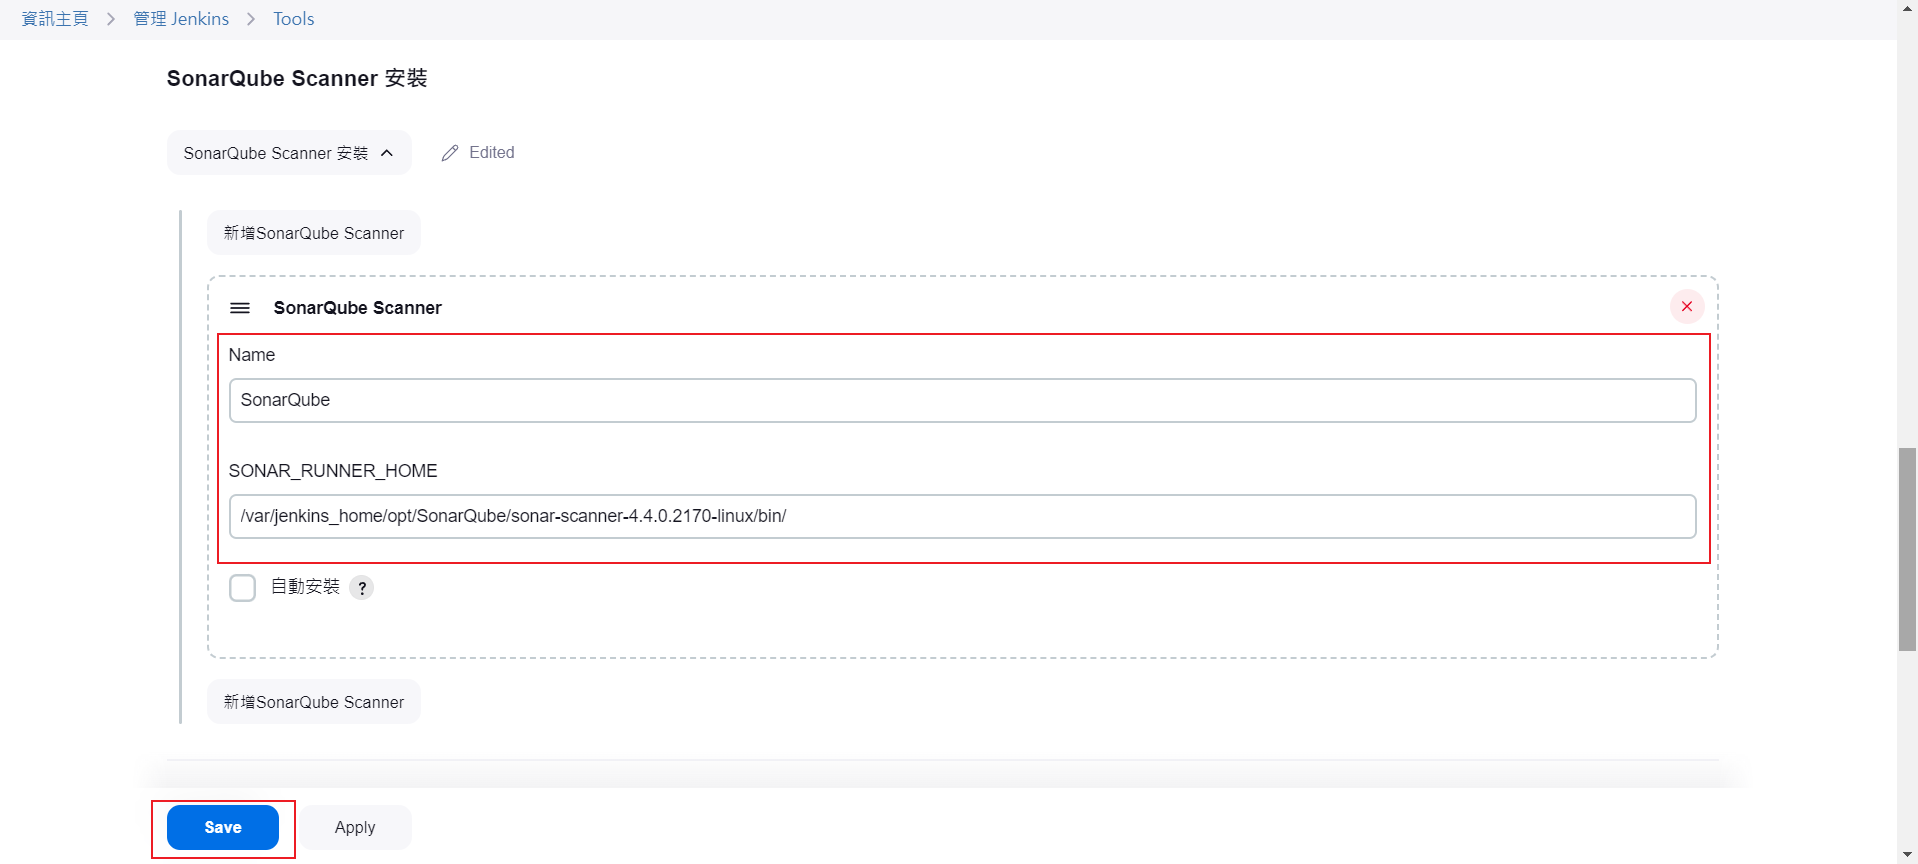 資訊主頁 > 管理 Jenkins > Tools
SonarQube Scanner 安裝
SonarQube Scanner 安裝 Edited
新增SonarQube Scanner
SonarQube Scanner
Name
SonarQube
SONAR_RUNNER_HOME
/var/jenkins_home/opt/SonarQube/sonar-scanner-4.4.0.2170-linux/bin/
自動安裝 ?
新增SonarQube Scanner
Save Apply